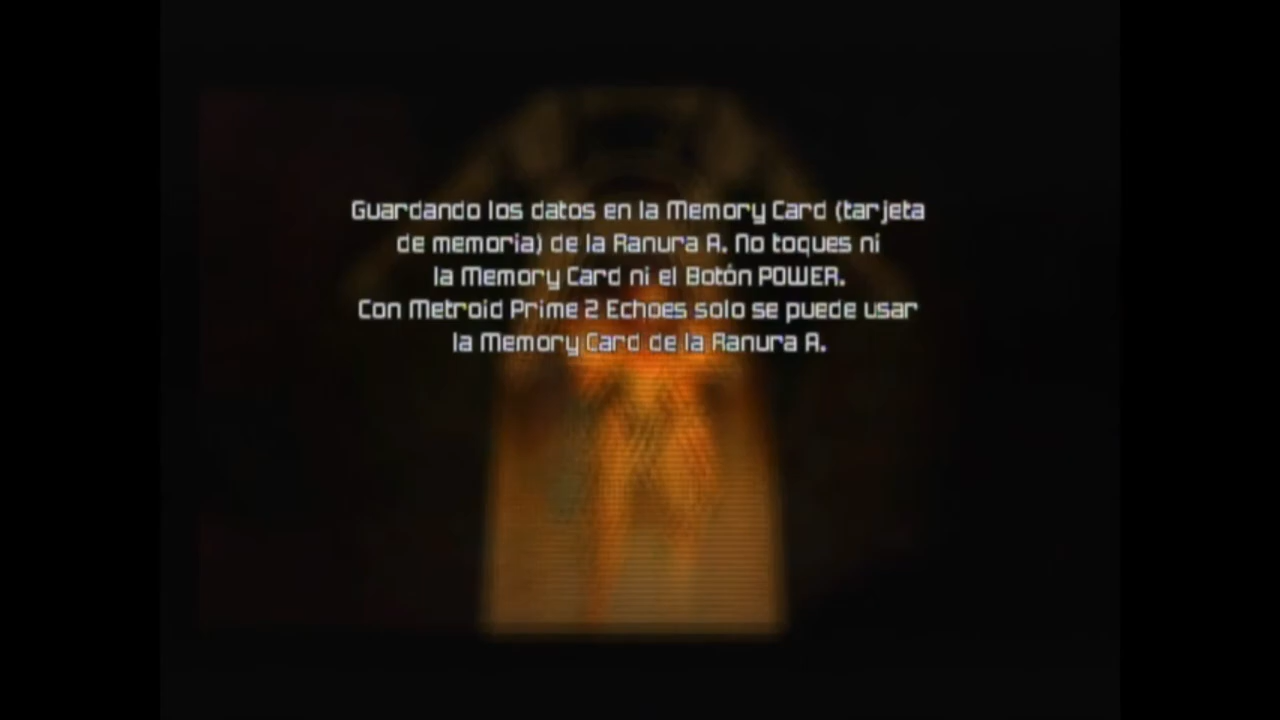 Guardando los datos en la Memory Card (tarjeta
de memoria) de la Ranura A. No toques ni
la Memory Card ni el Botón POWER.
Con Metroid Prime 2 Echoes solo se puede usar
la Memory Card de la Ranura A.